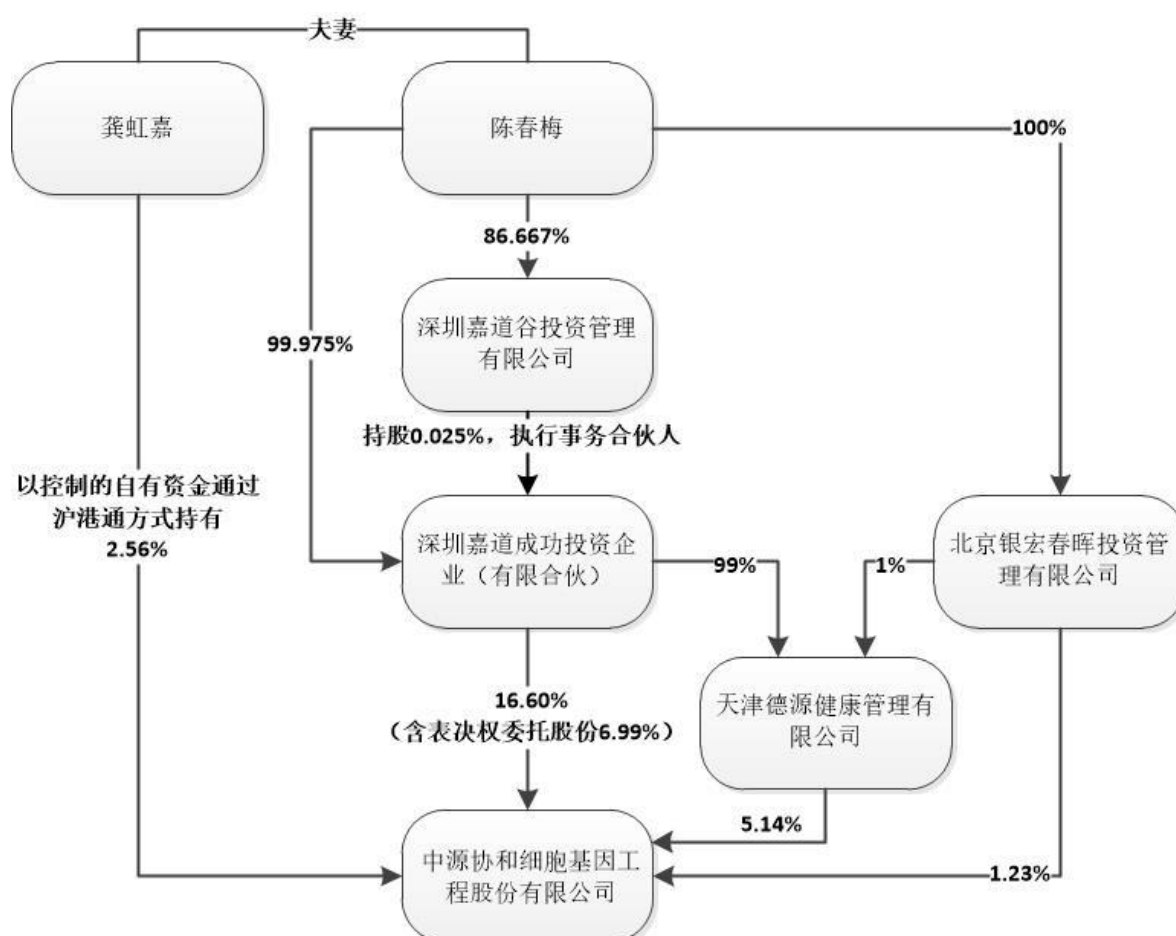 夫妻
龚虹嘉
陈春梅
100%
86.667%
深圳嘉道谷投资管理
有限公司
99.975%
持股0.025%，执行事务合伙人
以控制的自有资金通过
沪港通方式持有
2.56%
深圳嘉道成功投资企
业（有限合伙）
99%
1%
北京银宏春晖投资管
理有限公司
16.60%
（含表决权委托股份6.99%）
天津德源健康管理有
限公司
5.14%
中源协和细胞基因工
程股份有限公司
1.23%